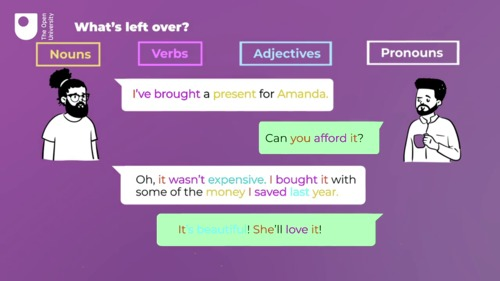 The Open
University
What's left over?
Nouns
Verbs
Adjectives
Pronouns
I've brought a present for Amanda.
Can you afford it?
Oh, it wasn't expensive. I bought it with
some of the money I saved last year.
It's beautiful! She'll love it!